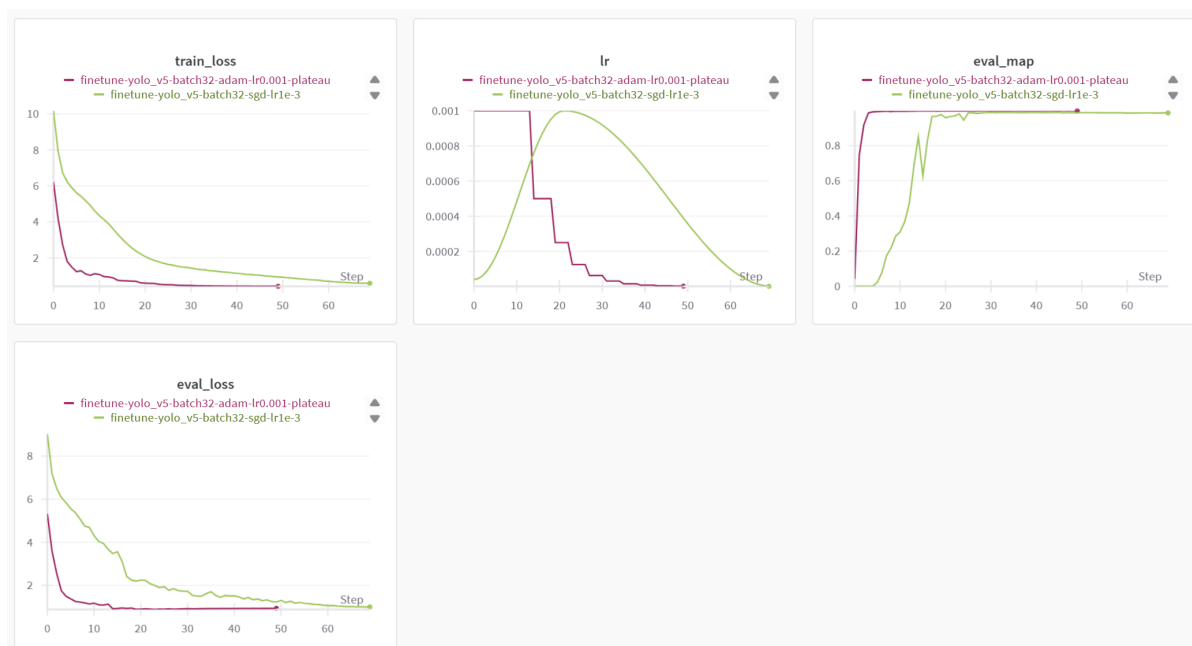 train_loss
finetune-yolo_v5-batch32-adam-lr0.001-plateau
finetune-yolo_v5-batch32-sgd-lr1e-3
10
8
6
4
2
Step
0 10 20 30 40 50 60
lr
finetune-yolo_v5-batch32-adam-lr0.001-plateau
finetune-yolo_v5-batch32-sgd-lr1e-3
0.001
0.0008
0.0006
0.0004
0.0002
Step
0 10 20 30 40 50 60
eval_map
finetune-yolo_v5-batch32-adam-lr0.001-plateau
finetune-yolo_v5-batch32-sgd-lr1e-3
0.8
0.6
0.4
0.2
Step
0
0 10 20 30 40 50 60
eval_loss
finetune-yolo_v5-batch32-adam-lr0.001-plateau
finetune-yolo_v5-batch32-sgd-lr1e-3
8
6
4
2
Step
0 10 20 30 40 50 60